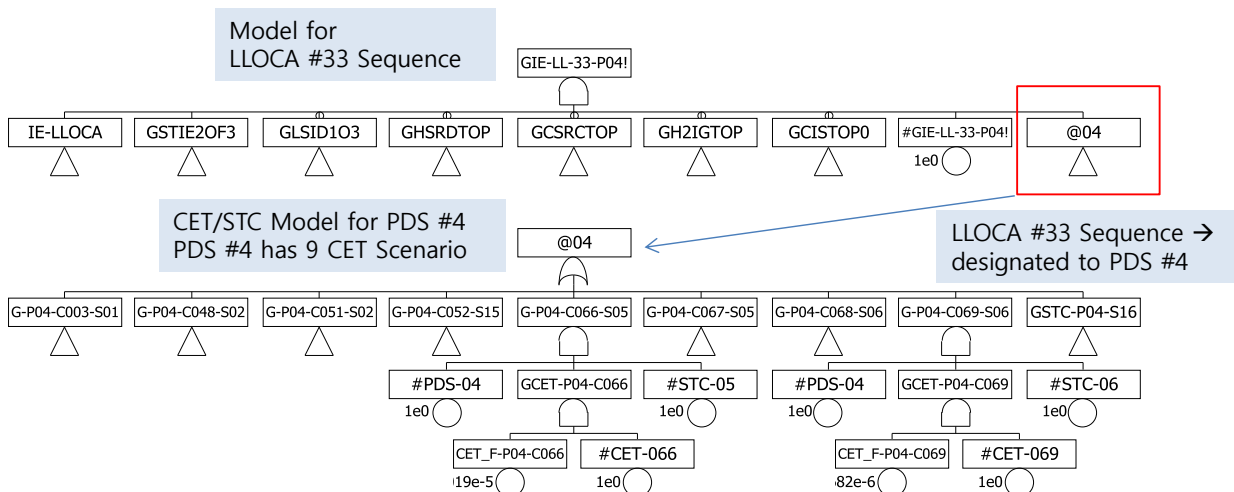 Model for
LLOCA #33 Sequence
GIE-LL-33-P04!
IE-LLOCA
GSTIE2OF3
GLSID1O3
GHSRDTOP
GCSRCTOP
GH2IGTOP
GCISTOP0
#GIE-LL-33-P04!
@04
1e0
CET/STC Model for PDS #4
PDS #4 has 9 CET Scenario
@04
LLOCA #33 Sequence →
designated to PDS #4
G-P04-C003-S01
G-P04-C048-S02
G-P04-C051-S02
G-P04-C052-S15
G-P04-C066-S05
G-P04-C067-S05
G-P04-C068-S06
G-P04-C069-S06
GSTC-P04-S16
#PDS-04
GCET-P04-C066
#STC-05
#PDS-04
GCET-P04-C069
#STC-06
1e0
1e0
1e0
1e0
CET_F-P04-C066
#CET-066
CET_F-P04-C069
#CET-069
19e-5
1e0
82e-6
1e0